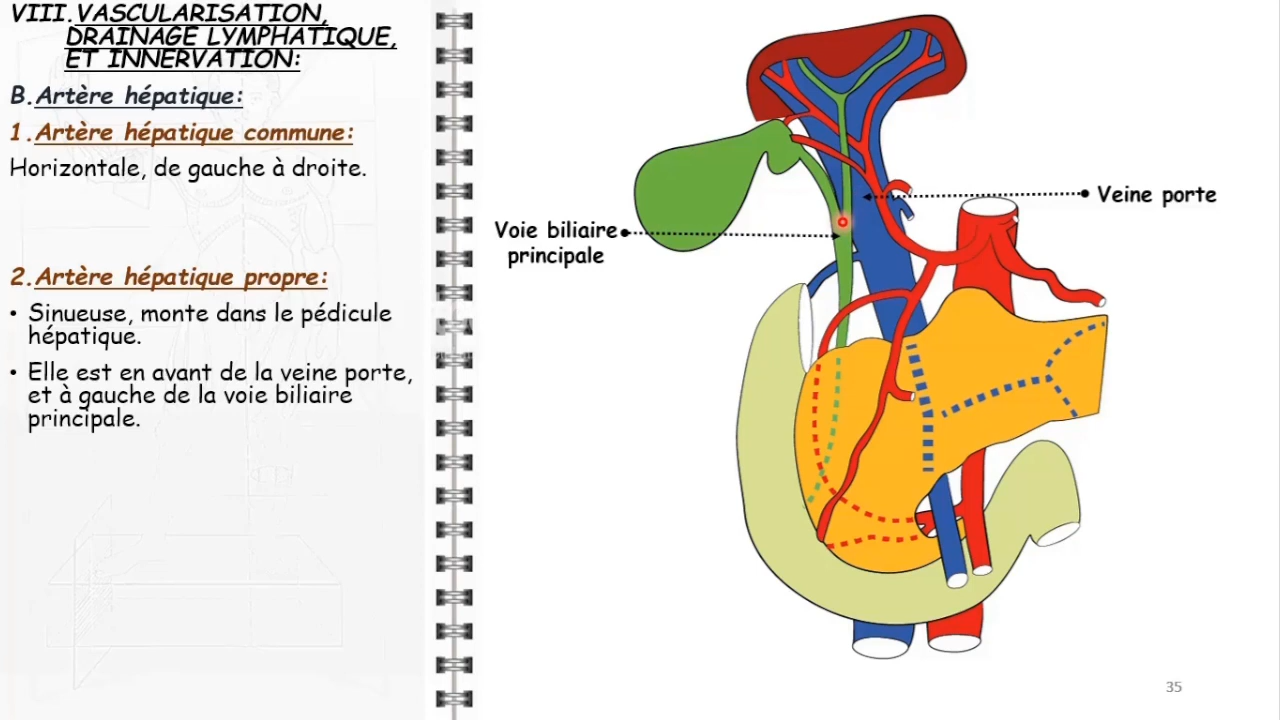 VIII.VASCULARISATION,
DRAINAGE LYMPHATIQUE,
ET INNERVATION:
B.Artère hépatique:
1.Artère hépatique commune:
Horizontale, de gauche à droite.
2.Artère hépatique propre:
• Sinueuse, monte dans le pédicule
hépatique.
• Elle est en avant de la veine porte,
et à gauche de la voie biliaire
principale.
Veine porte
Voie biliaire
principale
35